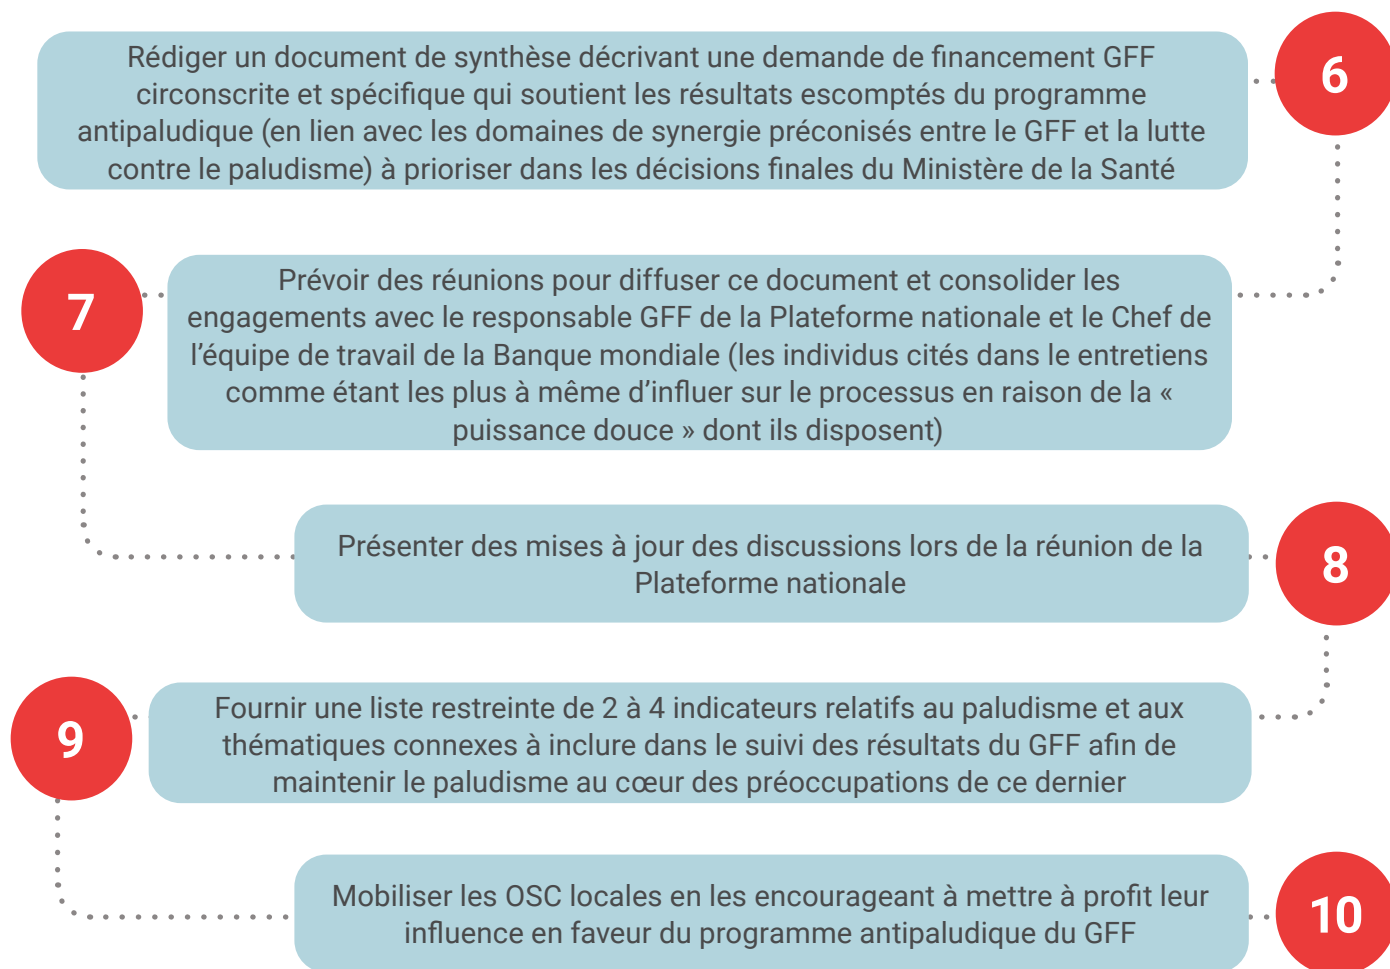 Rédiger un document de synthèse décrivant une demande de financement GFF
circonscrite et spécifique qui soutient les résultats escomptés du programme
antipaludique (en lien avec les domaines de synergie préconisés entre le GFF et la lutte
contre le paludisme) à prioriser dans les décisions finales du Ministère de la Santé
6
7
Prévoir des réunions pour diffuser ce document et consolider les
engagements avec le responsable GFF de la Plateforme nationale et le Chef de
l’équipe de travail de la Banque mondiale (les individus cités dans le entretiens
comme étant les plus à même d’influer sur le processus en raison de la «
puissance douce » dont ils disposent)
Présenter des mises à jour des discussions lors de la réunion de la
Plateforme nationale
8
9
Fournir une liste restreinte de 2 à 4 indicateurs relatifs au paludisme et aux
thématiques connexes à inclure dans le suivi des résultats du GFF afin de
maintenir le paludisme au cœur des préoccupations de ce dernier
Mobiliser les OSC locales en les encourageant à mettre à profit leur
influence en faveur du programme antipaludique du GFF
10